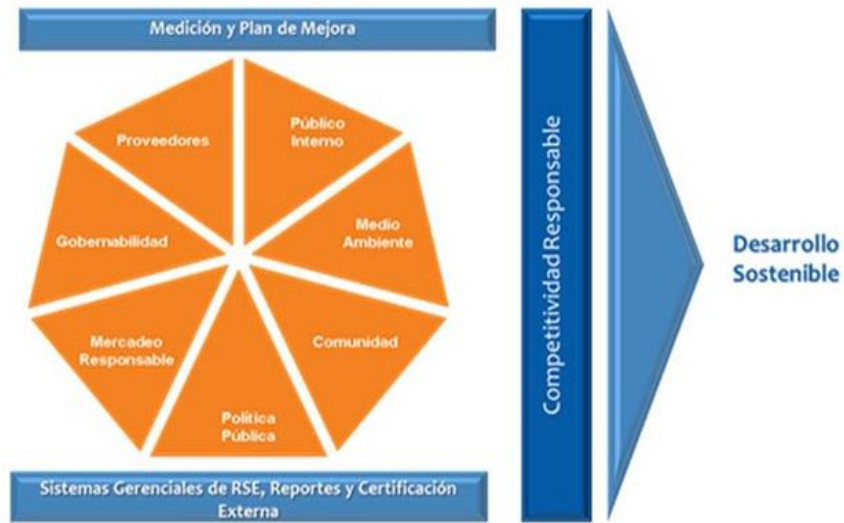 Medición y Plan de Mejora
Proveedores
Público
Interno
Gobernabilidad
Medio
Ambiente
Mercadeo
Responsable
Comunidad
Política
Pública
Sistemas Gerenciales de RSE, Reportes y Certificación
Externa
Competitividad Responsable
Desarrollo
Sostenible